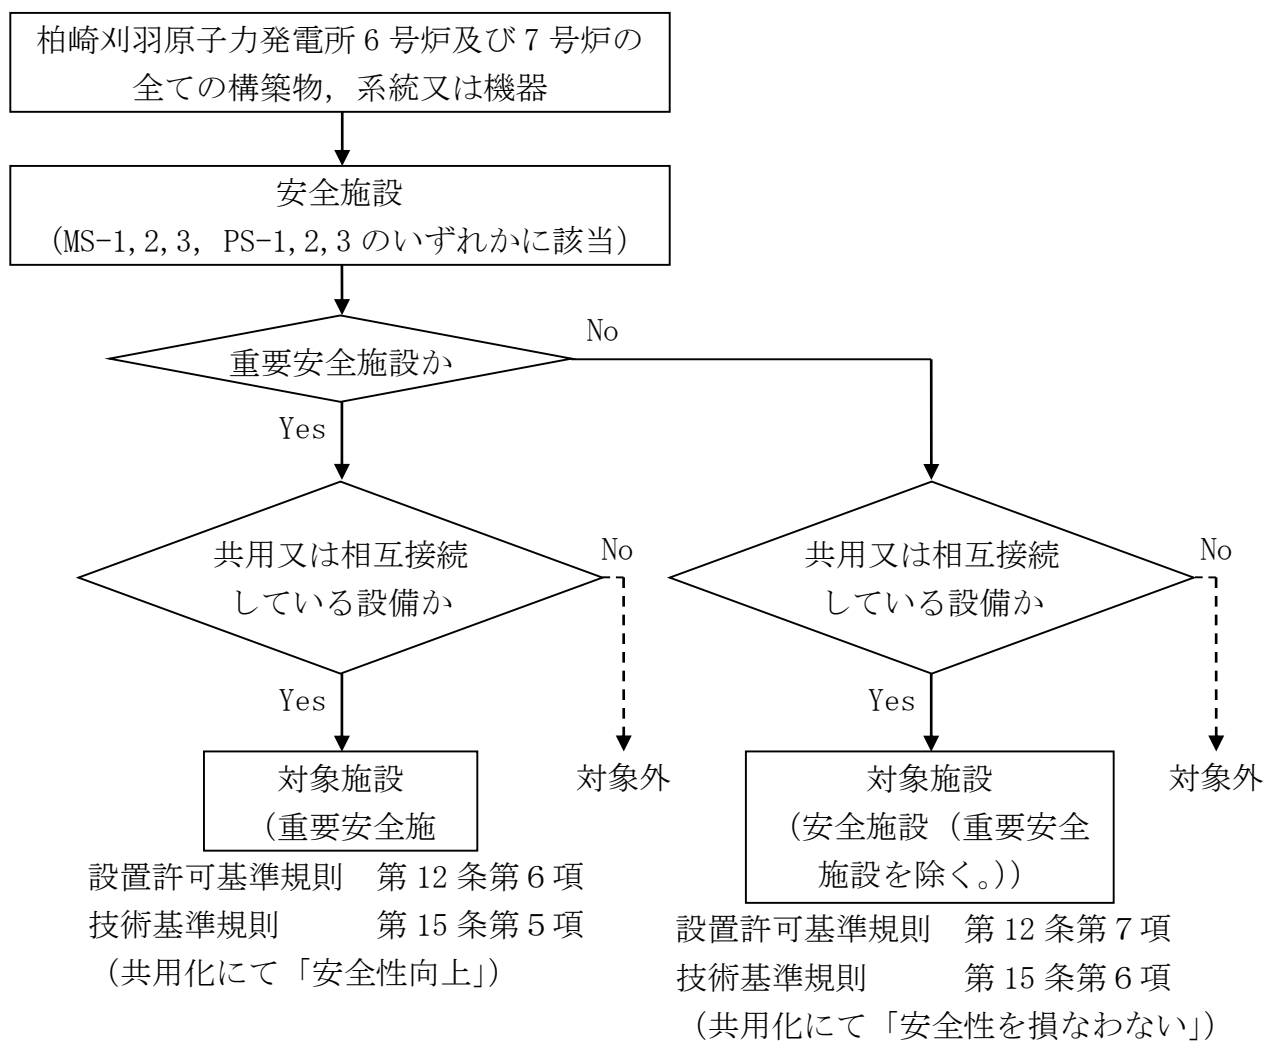 柏崎刈羽原子力発電所６号炉及び７号炉の
全ての構築物，系統又は機器
安全施設
（MS-1,2,3, PS-1,2,3 のいずれかに該当）
重要安全施設か
No
Yes
共用又は相互接続
している設備か
No
Yes
共用又は相互接続
している設備か
No
Yes
対象施設
（重要安全施
対象外
対象施設
（安全施設（重要安全
施設を除く。））
対象外
設置許可基準規則　第 12 条第６項
技術基準規則　　　第 15 条第５項
（共用化にて「安全性向上」）
設置許可基準規則　第 12 条第７項
技術基準規則　　　第 15 条第６項
（共用化にて「安全性を損なわない」）